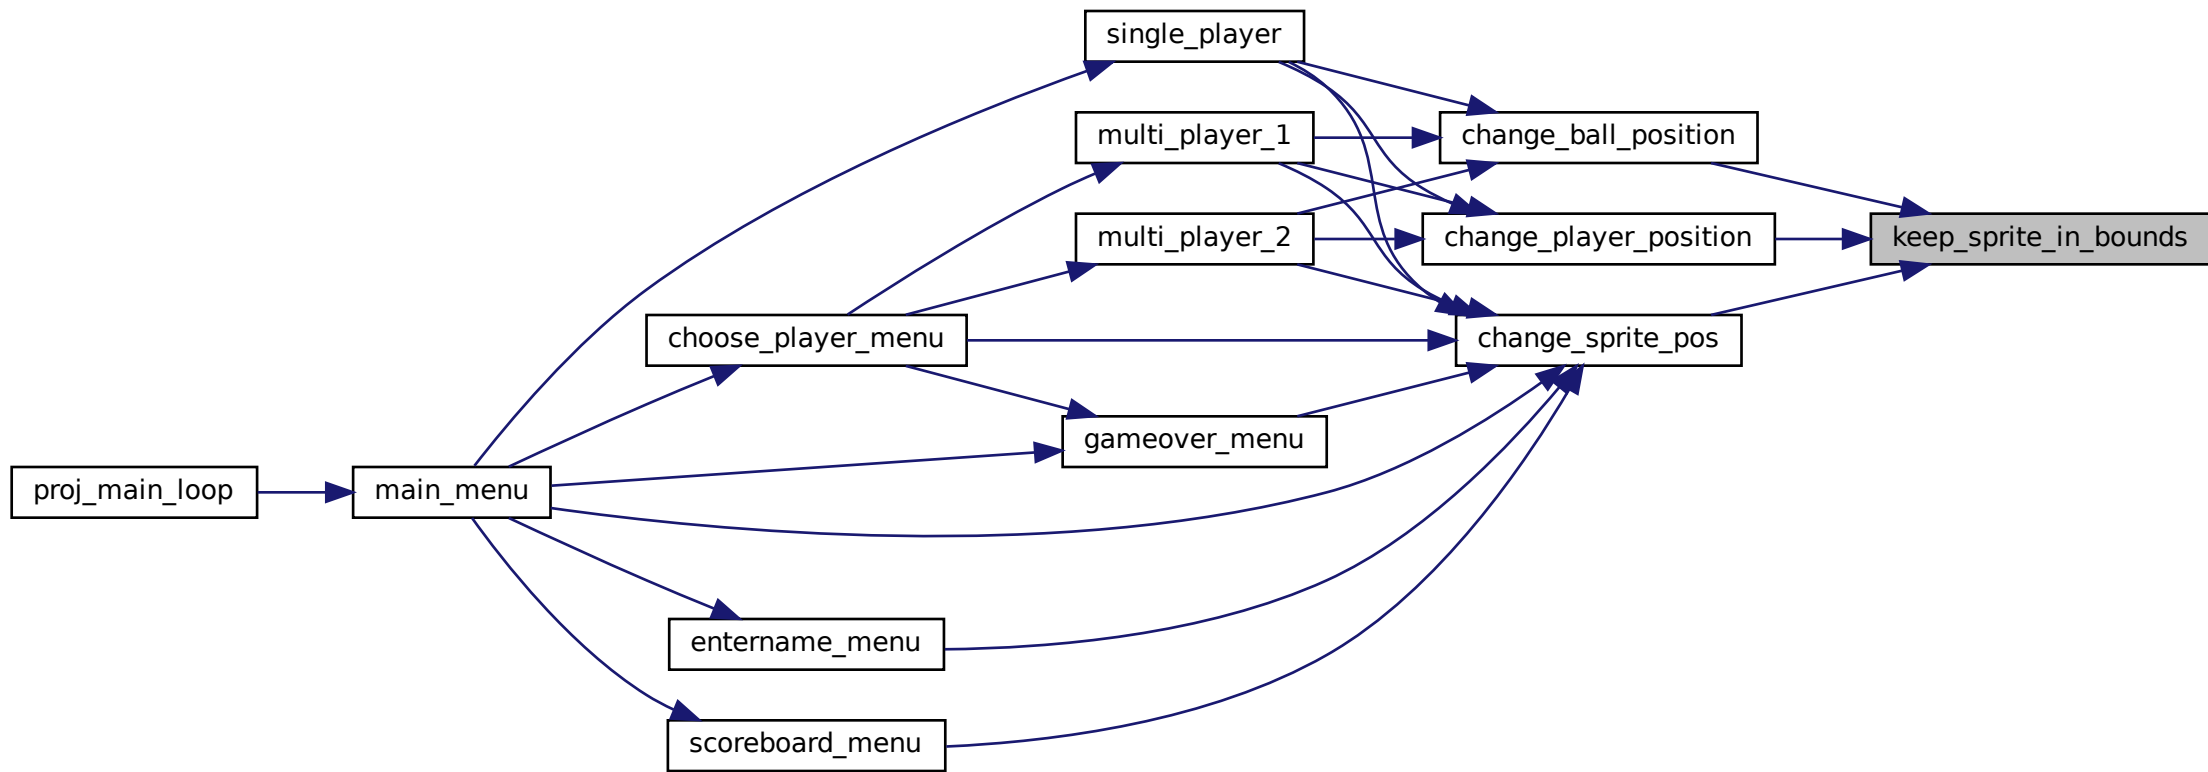 single_player
multi_player_1
change_ball_position
multi_player_2
change_player_position
keep_sprite_in_bounds
choose_player_menu
change_sprite_pos
gameover_menu
proj_main_loop
main_menu
entername_menu
scoreboard_menu